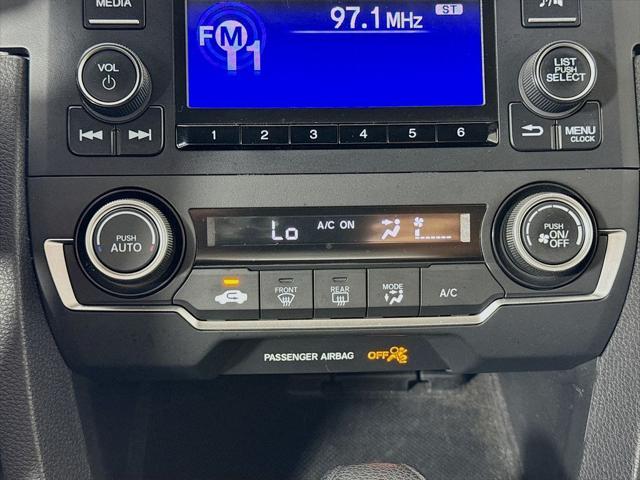 MEDIA
97.1 MHz
ST
FM 1
VOL
LIST
PUSH
SELECT
1 2 3 4 5 6
MENU
CLOCK
PUSH
AUTO
Lo
A/C ON
PUSH
ON/
OFF
FRONT
REAR
MODE
A/C
PASSENGER AIRBAG OFF